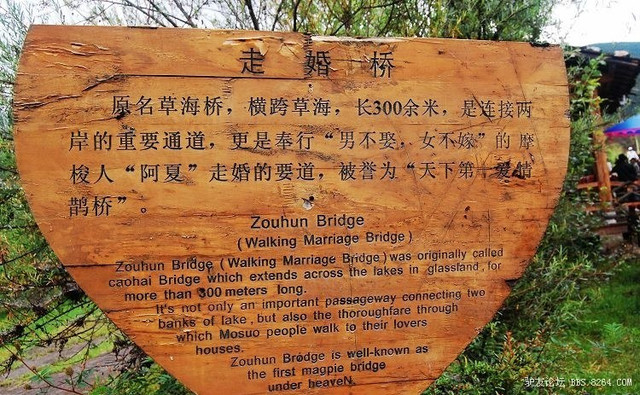 走婚桥
原名草海桥，横跨草海，长300余米，是连接两
岸的重要通道，更是奉行“男不娶，女不嫁”的摩
梭人“阿夏”走婚的要道，被誉为“天下第一爱情
鹊桥”。
Zouhun Bridge
(Walking Marriage Bridge)
Zouhun Bridge (Walking Marriage Bridge) was originally called
caohai Bridge which extends across the lakes in glassland, for
more than 300 meters long.
It's not only an important passageway connecting two
banks of lake, but also the thoroughfare through
which Mosuo people walk to their lovers
houses.
Zouhun Brødge is well-known as
the first magpie bridge
under heaveN.
驴友论坛 BBS.8264.COM